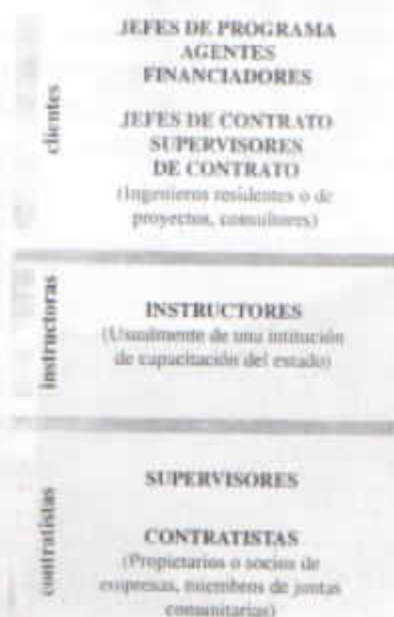 clientes
JEFES DE PROGRAMA
AGENTES
FINANCIADORES
JEFES DE CONTRATO
SUPERVISORES
DE CONTRATO
(Ingenieros residentes o de
proyectos, consultores)
instructoras
INSTRUCTORES
(Usualmente de una intitución
de capacitación del estado)
contratistas
SUPERVISORES
CONTRATISTAS
(Propietarios o socios de
empresas, miembros de juntas
comunitarias)